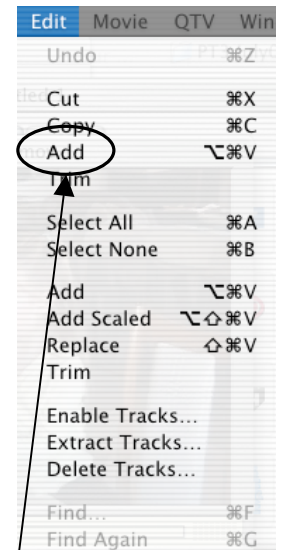 Edit Movie QTV Win
Undo ⌘Z
Cut ⌘X
Copy ⌘C
Add ⌥⌘V
Trim
Select All ⌘A
Select None ⌘B
Add ⌥⌘V
Add Scaled ⌥⇧⌘V
Replace ⇧⌘V
Trim
Enable Tracks...
Extract Tracks...
Delete Tracks...
Find... ⌘F
Find Again ⌘G